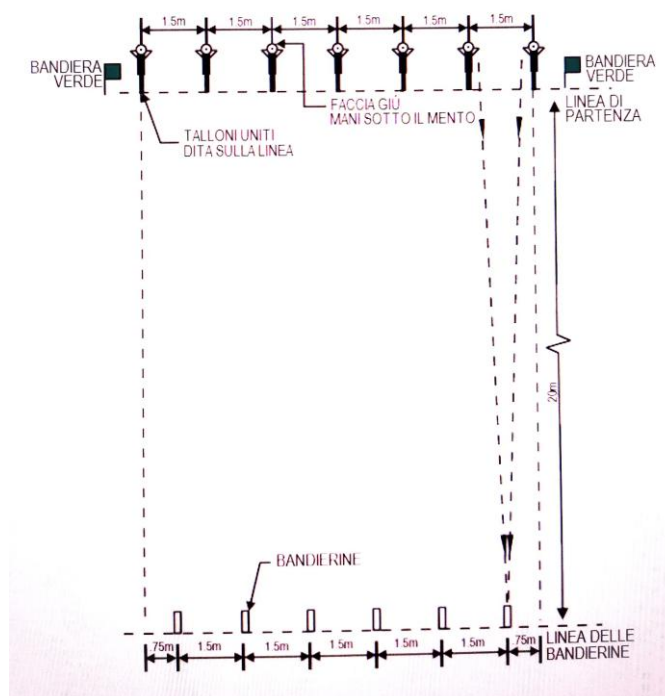 1.5m 1.5m 1.5m 1.5m 1.5m 1.5m
BANDIERA
VERDE
BANDIERA
VERDE
FACCIA GIÙ
MANI SOTTO IL MENTO
LINEA DI
PARTENZA
TALLONI UNITI
DITA SULLA LINEA
20m
BANDIERINE
.75m 1.5m 1.5m 1.5m 1.5m 1.5m .75m
LINEA DELLE
BANDIERINE